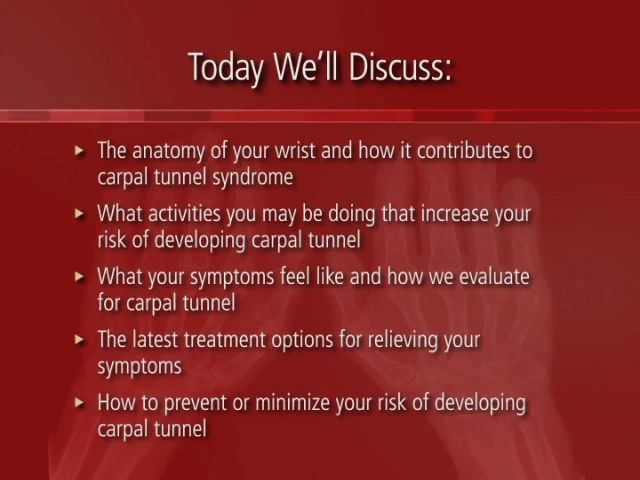 Today We'll Discuss:
The anatomy of your wrist and how it contributes to
carpal tunnel syndrome
What activities you may be doing that increase your
risk of developing carpal tunnel
What your symptoms feel like and how we evaluate
for carpal tunnel
The latest treatment options for relieving your
symptoms
How to prevent or minimize your risk of developing
carpal tunnel